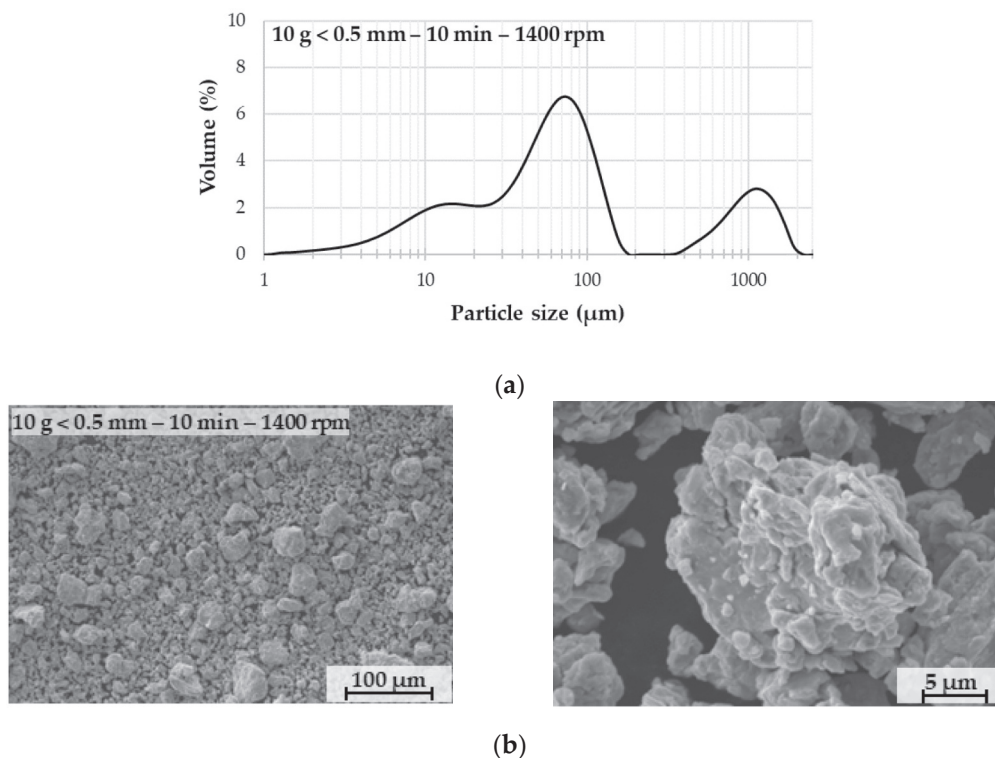 10 g < 0.5 mm – 10 min – 1400 rpm
10
8
6
4
2
0
Volume (%)
1
10
100
1000
Particle size (μm)
(a)
10 g < 0.5 mm – 10 min – 1400 rpm
100 μm
5 μm
(b)